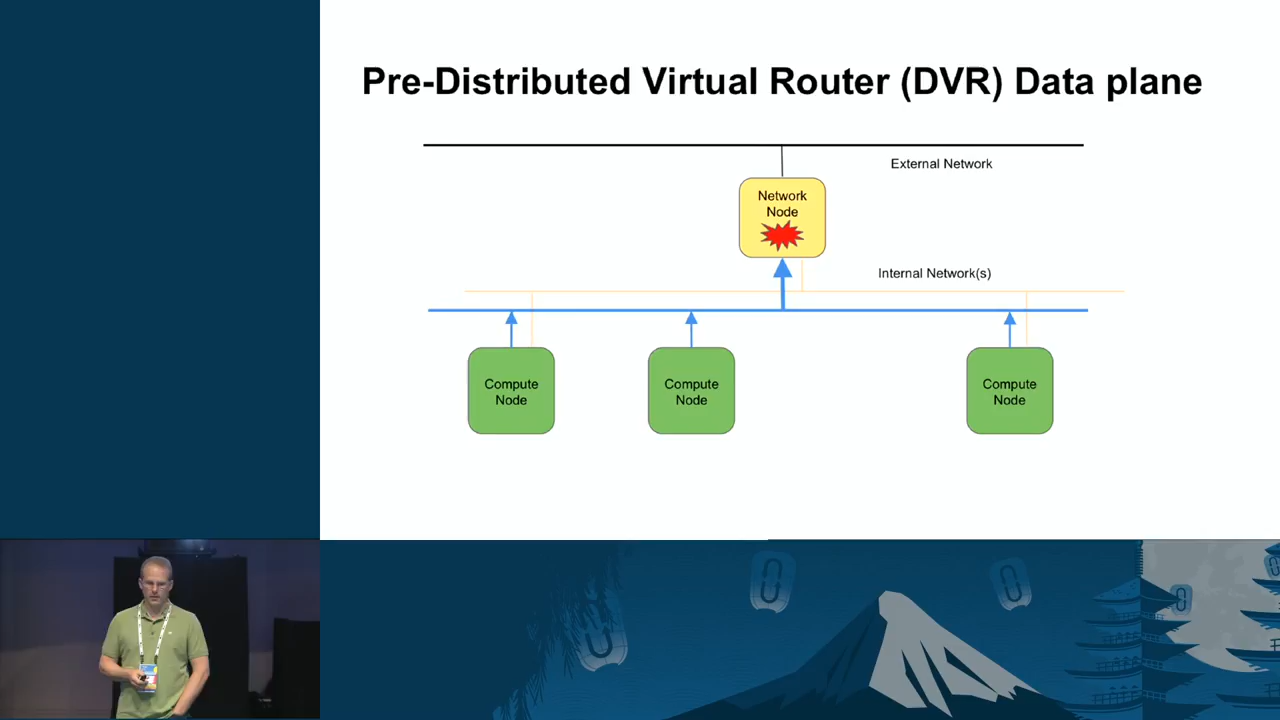 Pre-Distributed Virtual Router (DVR) Data plane
External Network
Network
Node
Internal Network(s)
Compute
Node
Compute
Node
Compute
Node